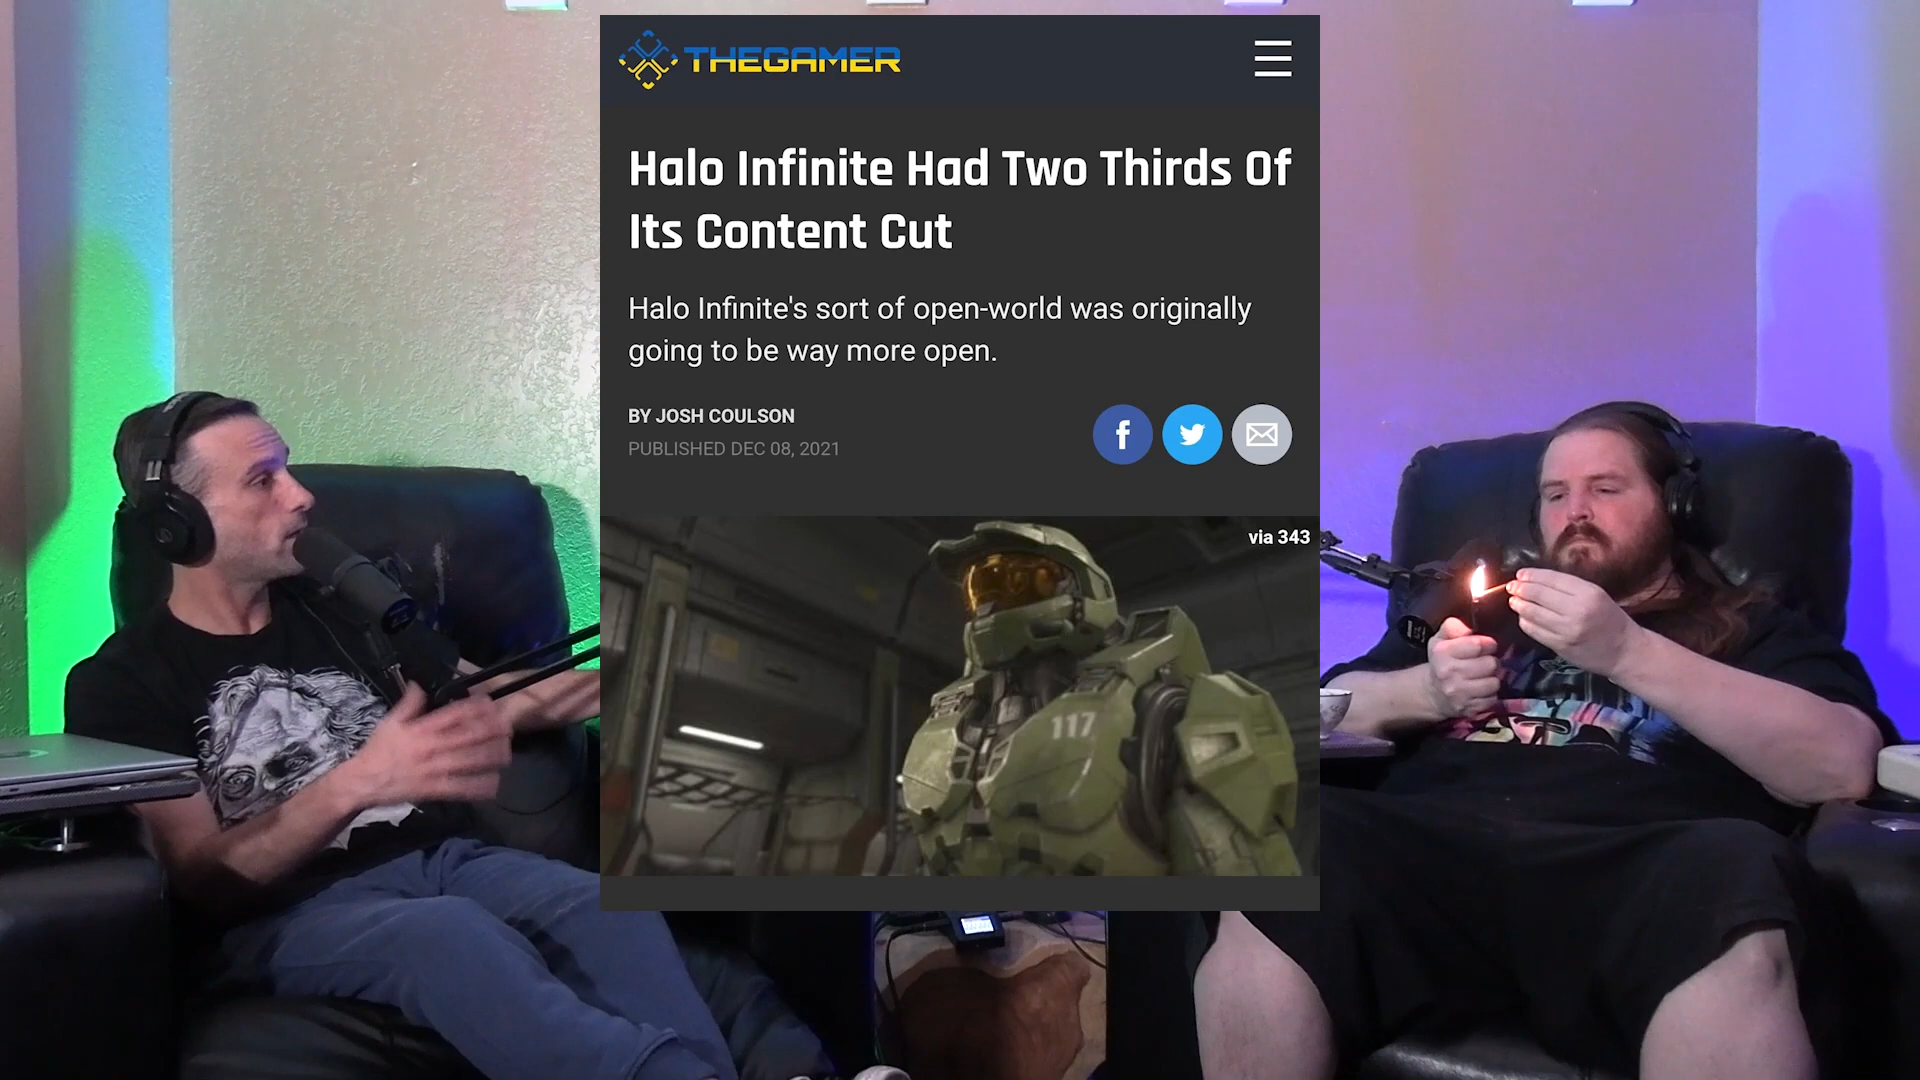 THEGAMER
Halo Infinite Had Two Thirds Of
Its Content Cut
Halo Infinite's sort of open-world was originally
going to be way more open.
BY JOSH COULSON
PUBLISHED DEC 08, 2021
f
via 343
117